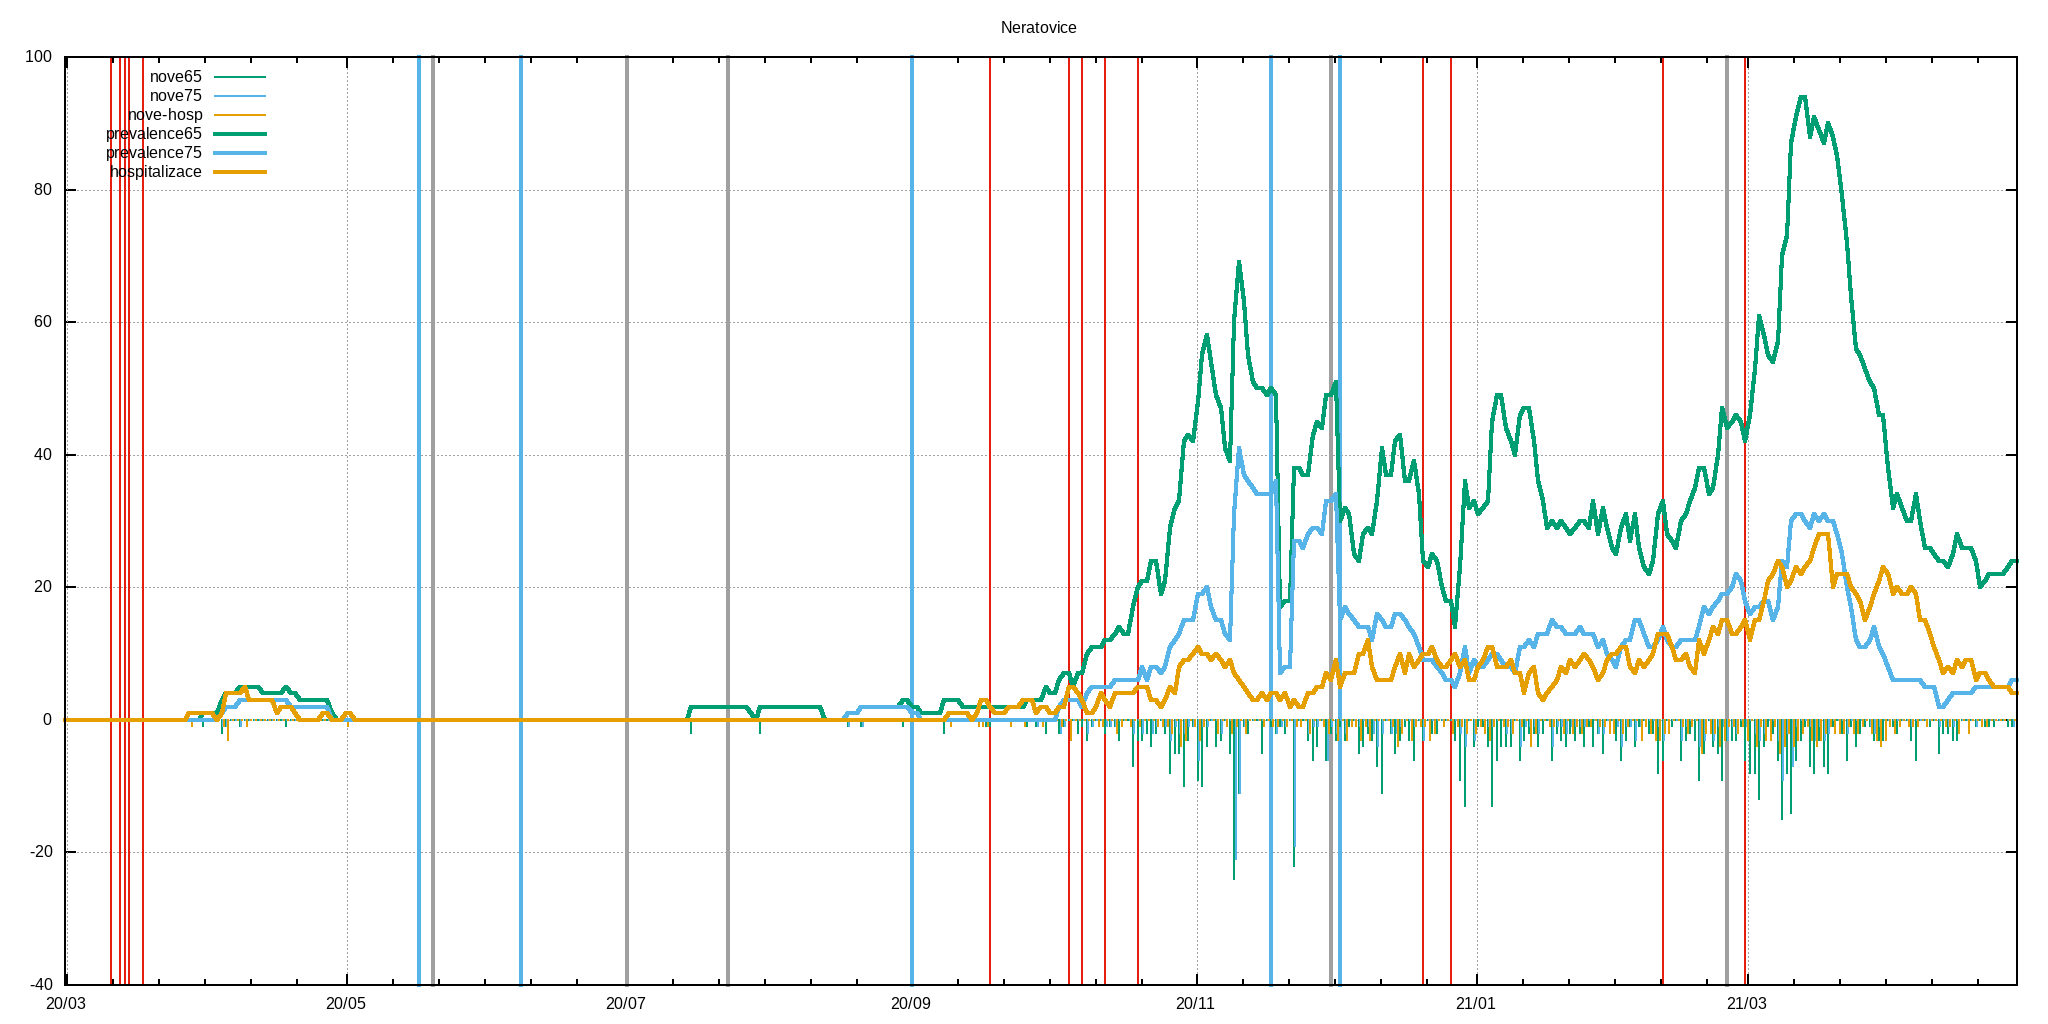 Neratovice
100
nove65
nove75
nove-hosp
prevalence65
prevalence75
hospitalizace
80
60
40
20
0
-20
-40
20/03 20/05 20/07 20/09 20/11 21/01 21/03